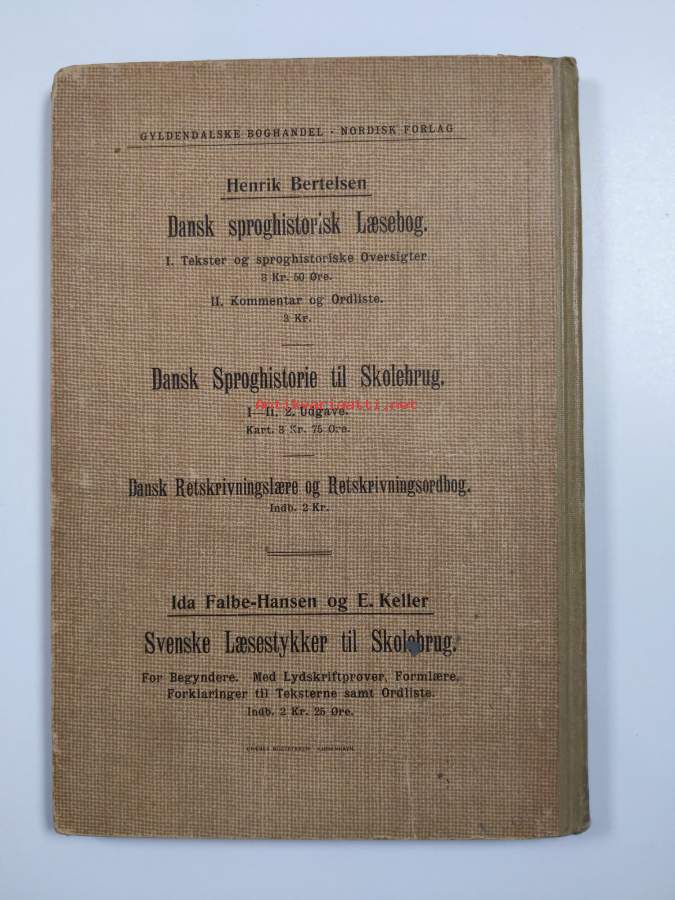 GYLDENDALSKE BOGHANDEL · NORDISK FORLAG
Henrik Bertelsen
Dansk sproghistorisk Læsebog.
I. Tekster og sproghistoriske Oversigter
3 Kr. 50 Øre.
II. Kommentar og Ordliste.
3 Kr.
Dansk Sproghistorie til Skolebrug.
I—II. 2. Udgave.
Antikvariaatti.net
Kart. 3 Kr. 75 Øre.
Dansk Retskrivningslære og Retskrivningsordbog.
Indb. 2 Kr.
Ida Falbe-Hansen og E. Keller
Svenske Læsestykker til Skolebrug.
For Begyndere. Med Lydskriftprøver, Formlære,
Forklaringer til Teksterne samt Ordliste.
Indb. 2 Kr. 25 Øre.